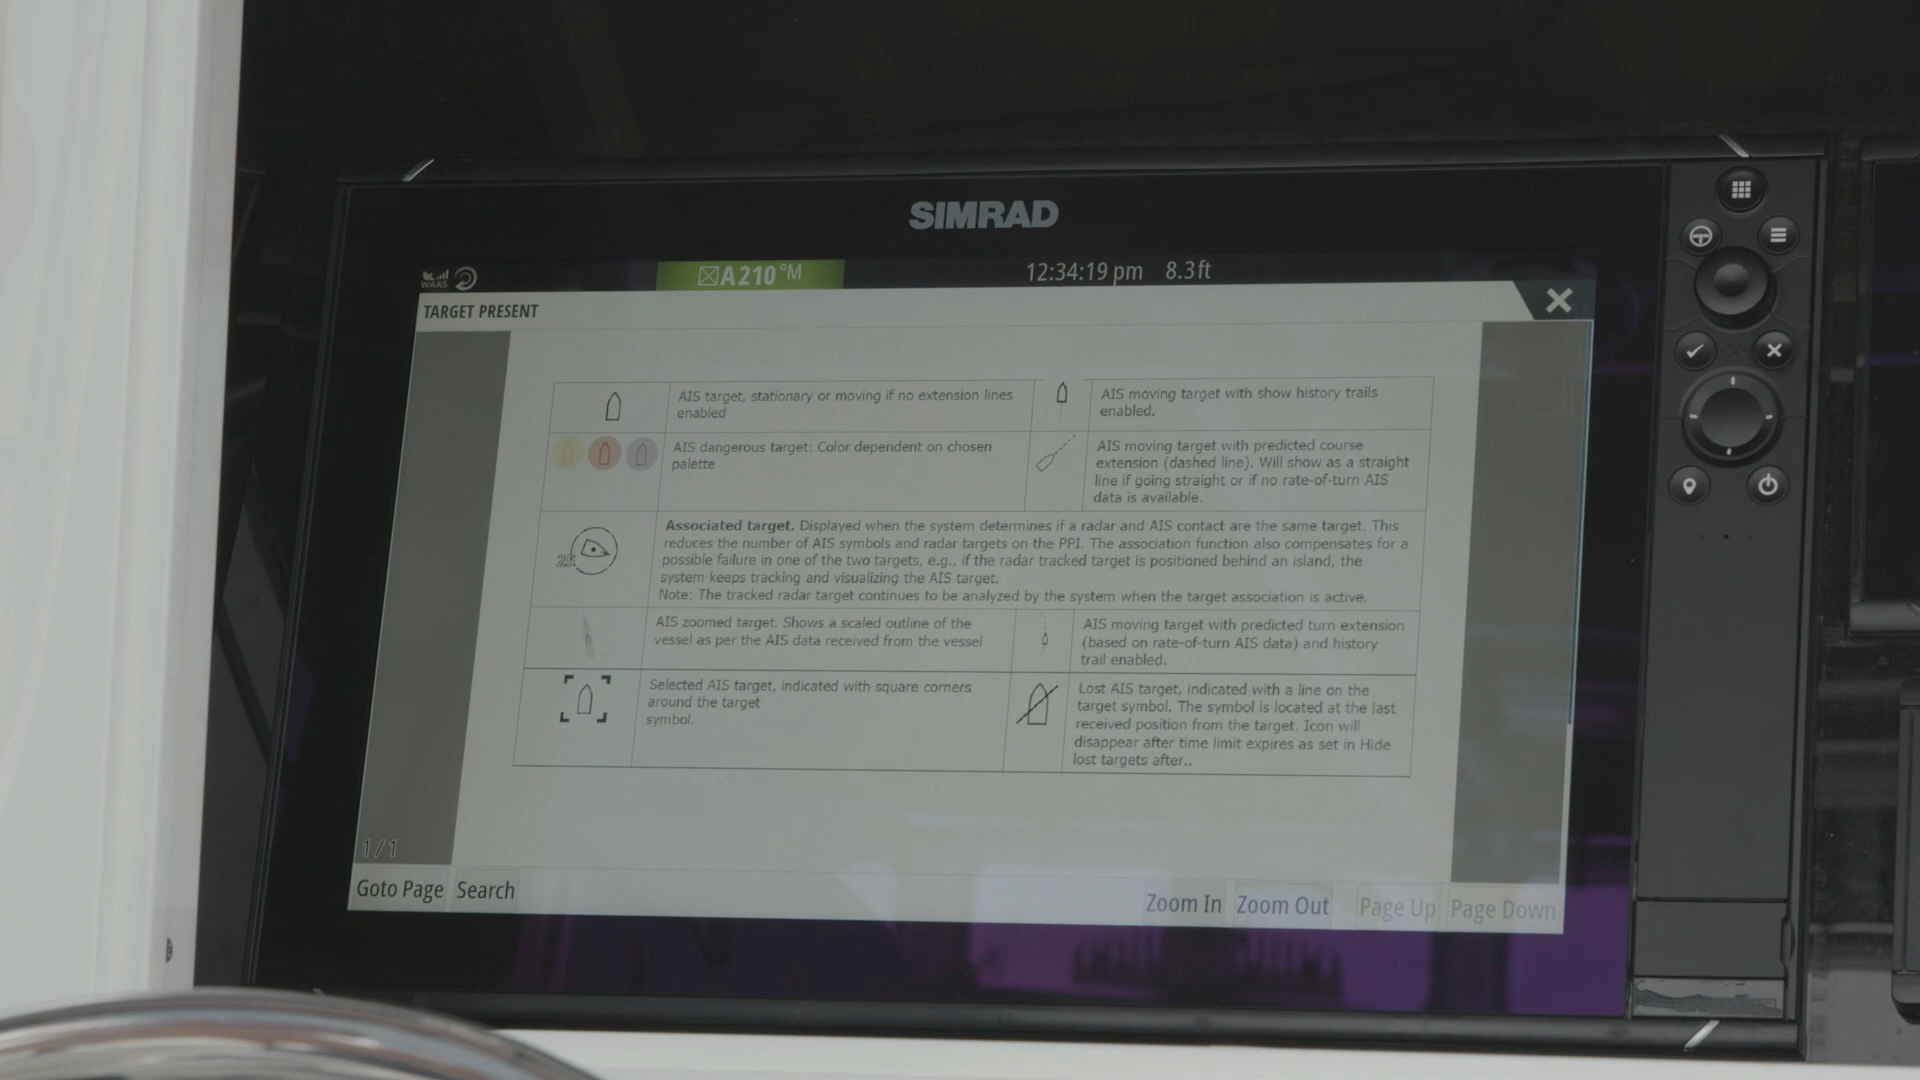 SIMRAD
WAAS
A210°M
12:34:19 pm 8.3 ft
TARGET PRESENT
AIS target, stationary or moving if no extension lines
enabled
AIS moving target with show history trails
enabled.
AIS dangerous target: Color dependent on chosen
palette
AIS moving target with predicted course
extension (dashed line). Will show as a straight
line if going straight or if no rate-of-turn AIS
data is available.
25
Associated target. Displayed when the system determines if a radar and AIS contact are the same target. This
reduces the number of AIS symbols and radar targets on the PPI. The association function also compensates for a
possible failure in one of the two targets, e.g., if the radar tracked target is positioned behind an island, the
system keeps tracking and visualizing the AIS target.
Note: The tracked radar target continues to be analyzed by the system when the target association is active.
AIS zoomed target. Shows a scaled outline of the
vessel as per the AIS data received from the vessel
AIS moving target with predicted turn extension
(based on rate-of-turn AIS data) and history
trail enabled.
Selected AIS target, indicated with square corners
around the target
symbol.
Lost AIS target, indicated with a line on the
target symbol. The symbol is located at the last
received position from the target. Icon will
disappear after time limit expires as set in Hide
lost targets after..
1/1
Goto Page Search Zoom In Zoom Out Page Up Page Down